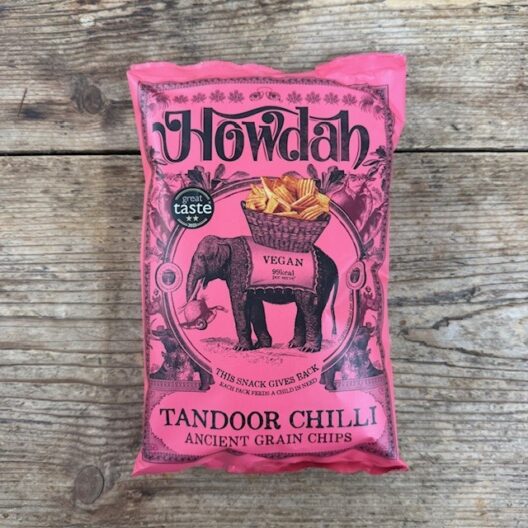 Howdah
great
taste
VEGAN
99kcal
per serve
THIS SNACK GIVES BACK
EACH PACK FEEDS A CHILD IN NEED
TANDOOR CHILLI
ANCIENT GRAIN CHIPS